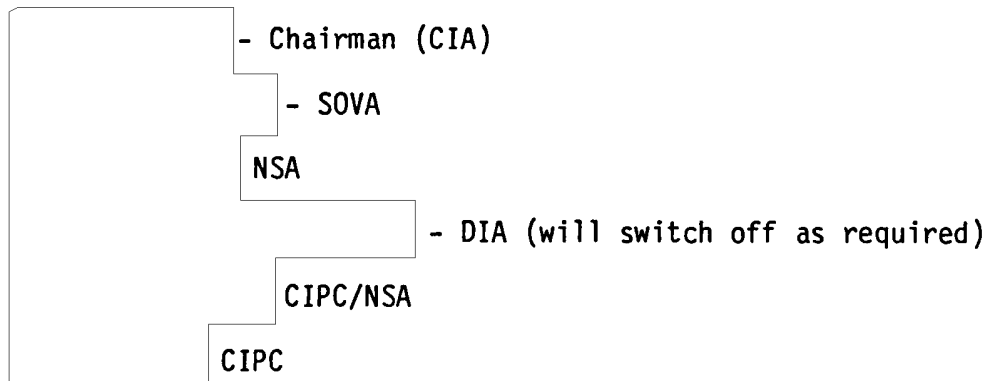 - Chairman (CIA)
- SOVA
NSA
- DIA (will switch off as required)
CIPC/NSA
CIPC